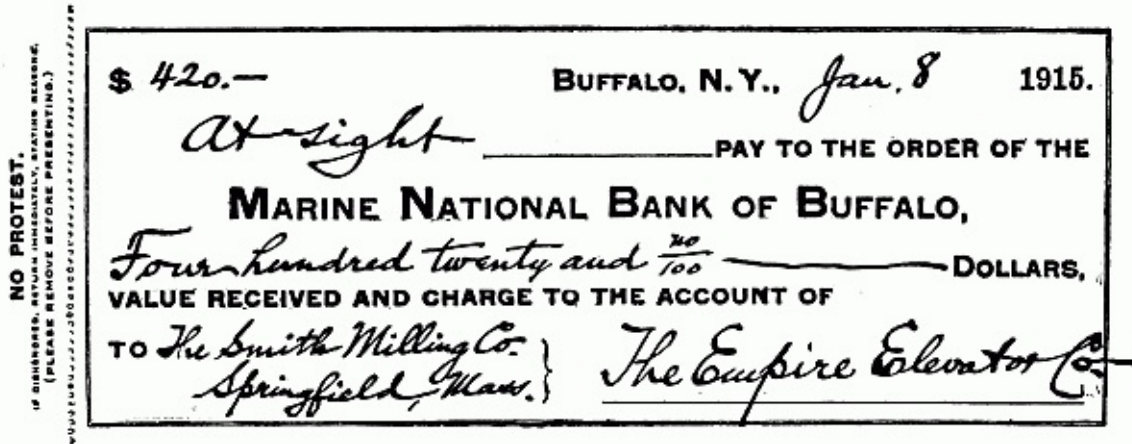 $ 420.— BUFFALO, N. Y., Jan. 8 1915.
At sight PAY TO THE ORDER OF THE
MARINE NATIONAL BANK OF BUFFALO,
Four hundred twenty and no/100 DOLLARS,
VALUE RECEIVED AND CHARGE TO THE ACCOUNT OF
TO The Smith Milling Co.
Springfield, Mass.
The Empire Elevator Co.
NO PROTEST.
IF DISHONORED, RETURN IMMEDIATELY, STATING REASONS.
(PLEASE REMOVE BEFORE PRESENTING.)